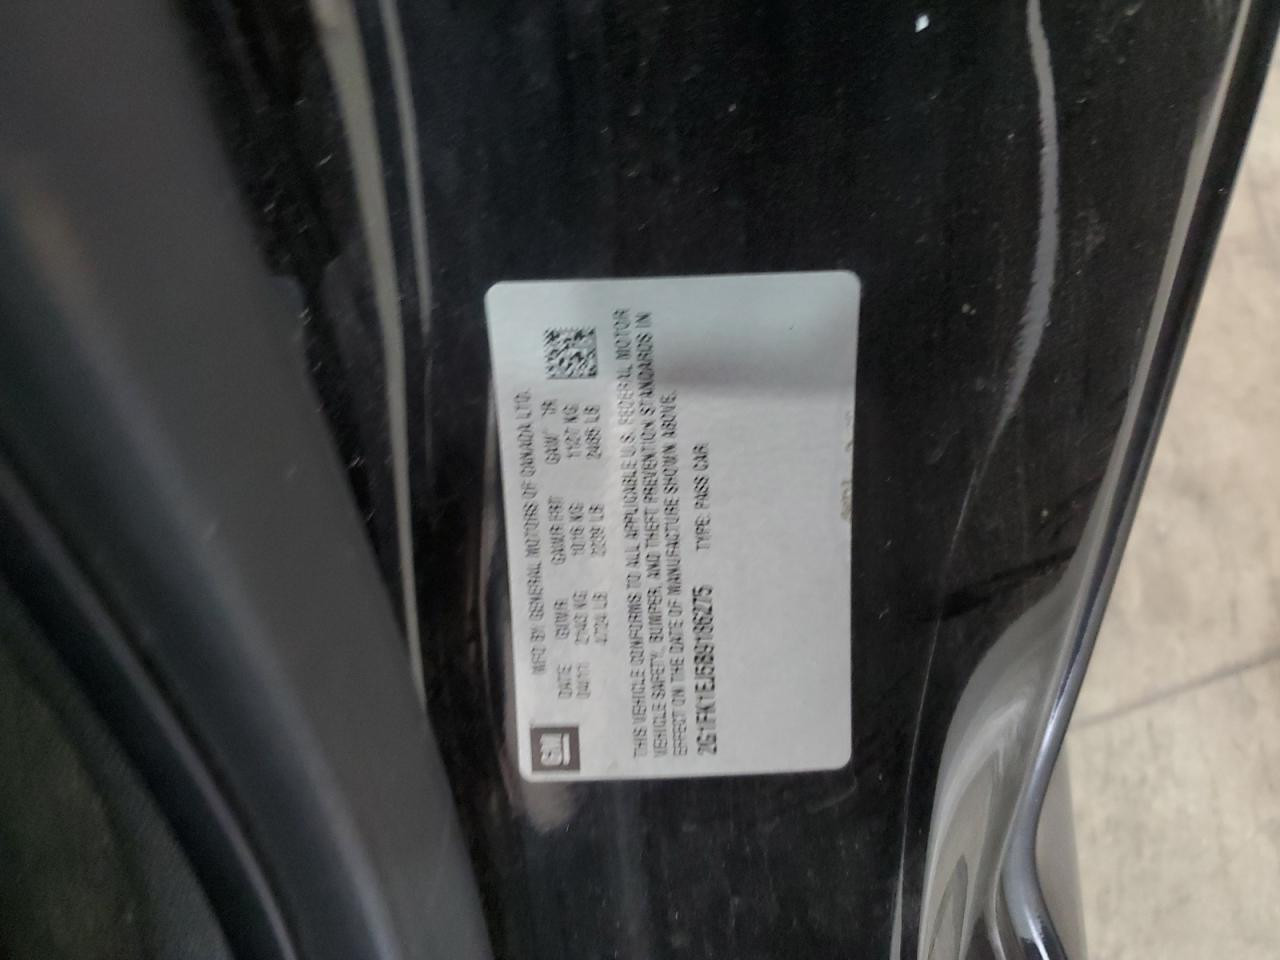 GM
MFD BY GENERAL MOTORS OF CANADA LTD.
DATE GVWR GAWR FRT GAWR RR
04/11 2143 KG 1016 KG 1127 KG
4724 LB 2239 LB 2485 LB
THIS VEHICLE CONFORMS TO ALL APPLICABLE U.S. FEDERAL MOTOR
VEHICLE SAFETY, BUMPER, AND THEFT PREVENTION STANDARDS IN
EFFECT ON THE DATE OF MANUFACTURE SHOWN ABOVE.
2G1FK1EJ6B9186275 TYPE: PASS CAR